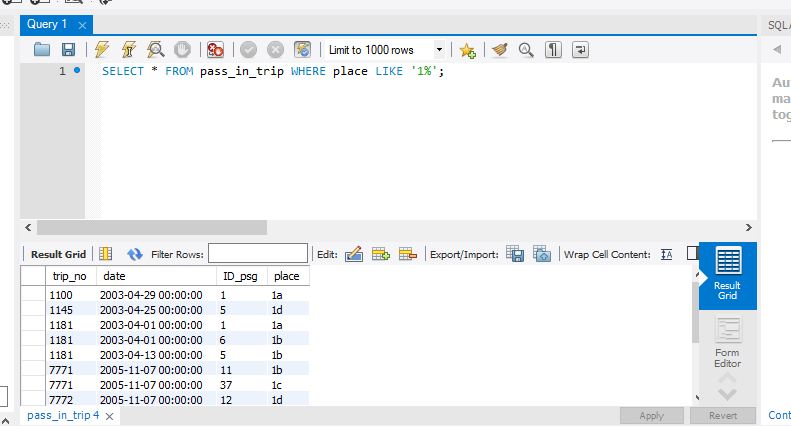 Query 1
SQLA
Limit to 1000 rows
1 SELECT * FROM pass_in_trip WHERE place LIKE '1%';
Au
ma
tog
Result Grid Filter Rows: Edit: Export/Import: Wrap Cell Content:
trip_no date ID_psg place
1100 2003-04-29 00:00:00 1 1a
1145 2003-04-25 00:00:00 5 1d
1181 2003-04-01 00:00:00 1 1a
1181 2003-04-01 00:00:00 6 1b
1181 2003-04-13 00:00:00 5 1b
7771 2005-11-07 00:00:00 11 1b
7771 2005-11-07 00:00:00 37 1c
7772 2005-11-07 00:00:00 12 1d
Result
Grid
Form
Editor
pass_in_trip 4 Apply Revert Cont